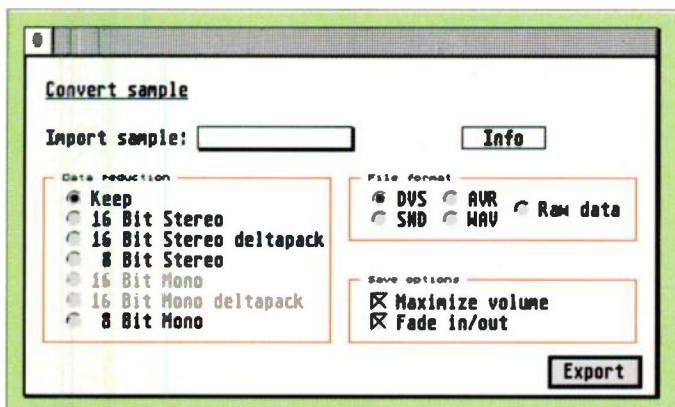 Convert sample
Import sample:
Info
Data reduction
Keep
16 Bit Stereo
16 Bit Stereo deltapack
8 Bit Stereo
16 Bit Mono
16 Bit Mono deltapack
8 Bit Mono
File format
DVS AVR
SND WAV
Raw data
Save options
Maximize volume
Fade in/out
Export